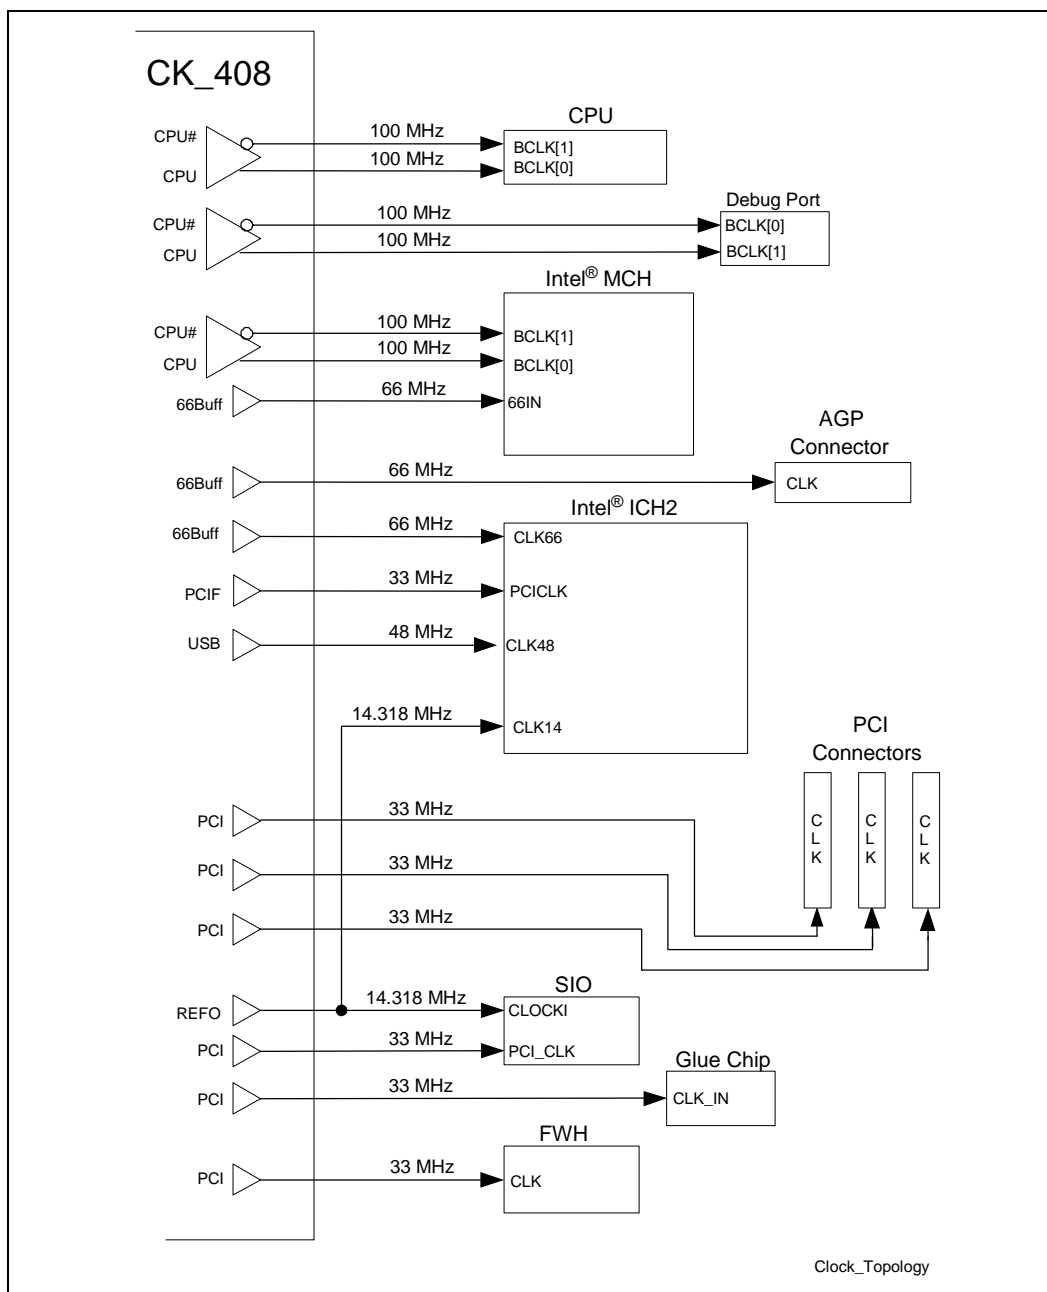 CK_408
CPU#
100 MHz
CPU
BCLK[1]
CPU
100 MHz
BCLK[0]
CPU#
100 MHz
Debug Port
BCLK[0]
CPU
100 MHz
BCLK[1]
Intel® MCH
CPU#
100 MHz
BCLK[1]
CPU
100 MHz
BCLK[0]
66Buff
66 MHz
66IN
AGP
Connector
66Buff
66 MHz
CLK
Intel® ICH2
66Buff
66 MHz
CLK66
PCIF
33 MHz
PCICLK
USB
48 MHz
CLK48
14.318 MHz
CLK14
PCI
Connectors
CLK
CLK
CLK
PCI
33 MHz
PCI
33 MHz
PCI
33 MHz
SIO
REFO
14.318 MHz
CLOCKI
PCI
33 MHz
PCI_CLK
Glue Chip
PCI
33 MHz
CLK_IN
FWH
PCI
33 MHz
CLK
Clock_Topology